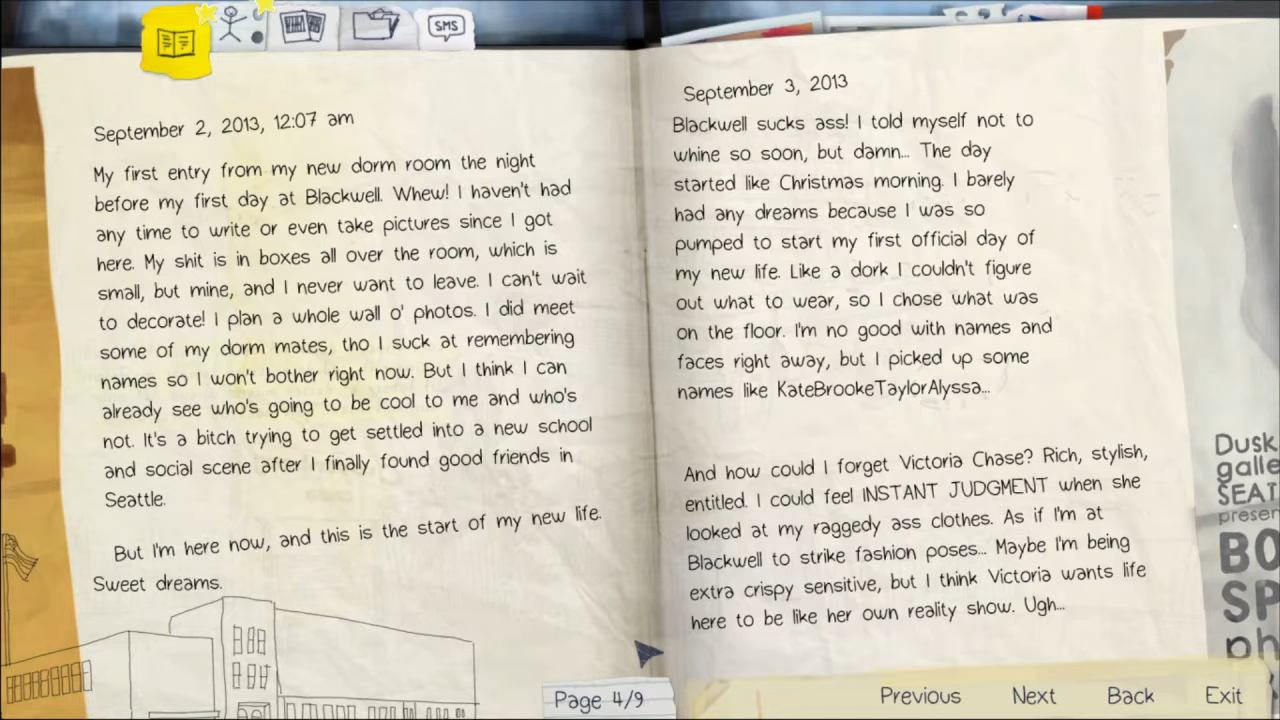 SMS
September 2, 2013, 12:07 am
My first entry from my new dorm room the night
before my first day at Blackwell. Whew! I haven't had
any time to write or even take pictures since I got
here. My shit is in boxes all over the room, which is
small, but mine, and I never want to leave. I can't wait
to decorate! I plan a whole wall o' photos. I did meet
some of my dorm mates, tho I suck at remembering
names so I won't bother right now. But I think I can
already see who's going to be cool to me and who's
not. It's a bitch trying to get settled into a new school
and social scene after I finally found good friends in
Seattle.
But I'm here now, and this is the start of my new life.
Sweet dreams.
September 3, 2013
Blackwell sucks ass! I told myself not to
whine so soon, but damn... The day
started like Christmas morning. I barely
had any dreams because I was so
pumped to start my first official day of
my new life. Like a dork I couldn't figure
out what to wear, so I chose what was
on the floor. I'm no good with names and
faces right away, but I picked up some
names like KateBrookeTaylorAlyssa...
And how could I forget Victoria Chase? Rich, stylish,
entitled. I could feel INSTANT JUDGMENT when she
looked at my raggedy ass clothes. As if I'm at
Blackwell to strike fashion poses... Maybe I'm being
extra crispy sensitive, but I think Victoria wants life
here to be like her own reality show. Ugh...
Dusk
galle
SEAT
presen
BO
SP
ph
Page 4/9
Previous Next Back Exit